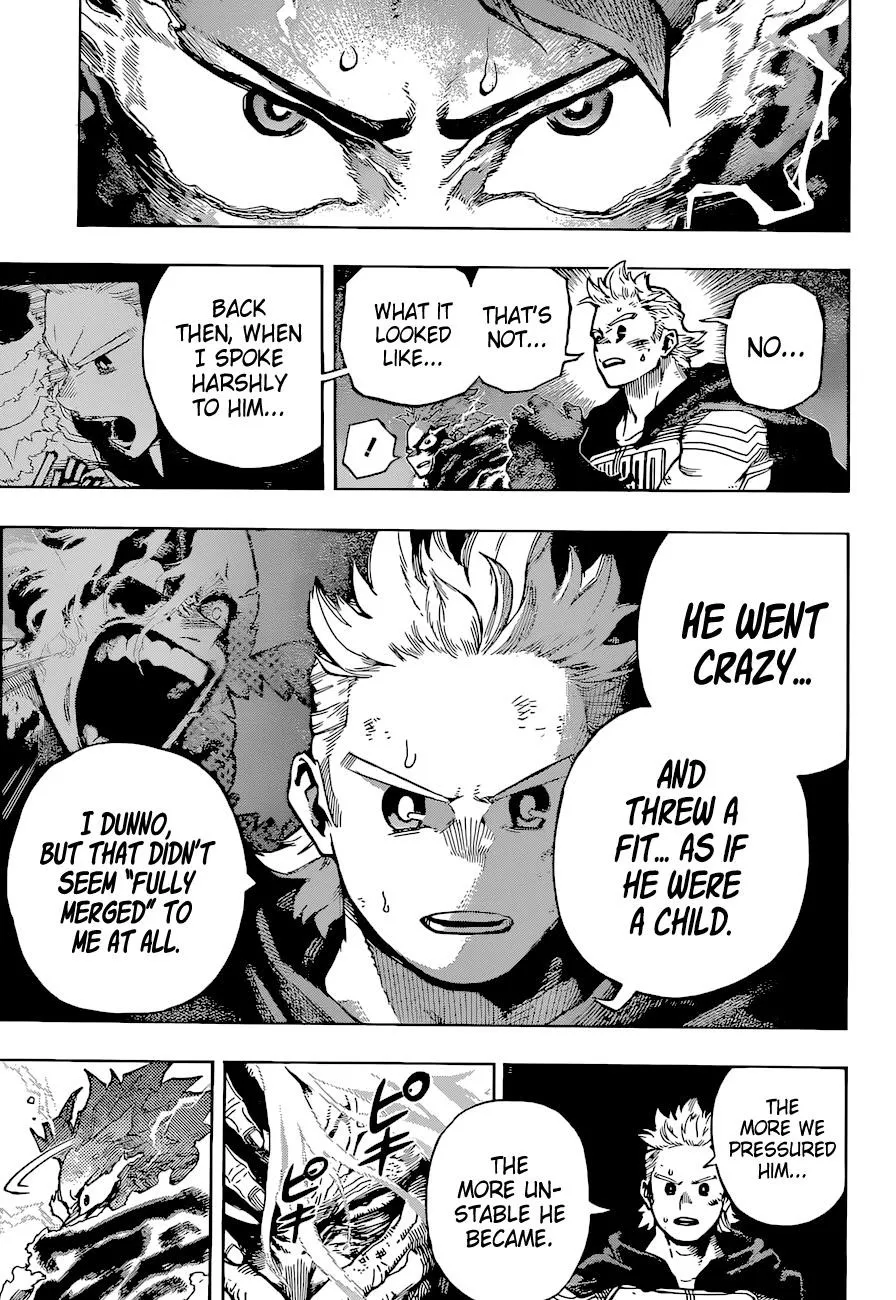 NO...
THAT'S
NOT...
WHAT IT
LOOKED
LIKE...
!
BACK
THEN, WHEN
I SPOKE
HARSHLY
TO HIM...
HE WENT
CRAZY...
AND
THREW A
FIT... AS IF
HE WERE
A CHILD.
I DUNNO,
BUT THAT DIDN'T
SEEM "FULLY
MERGED" TO
ME AT ALL.
THE
MORE WE
PRESSURED
HIM...
THE
MORE UN-
STABLE HE
BECAME.
ピキ
ピキ